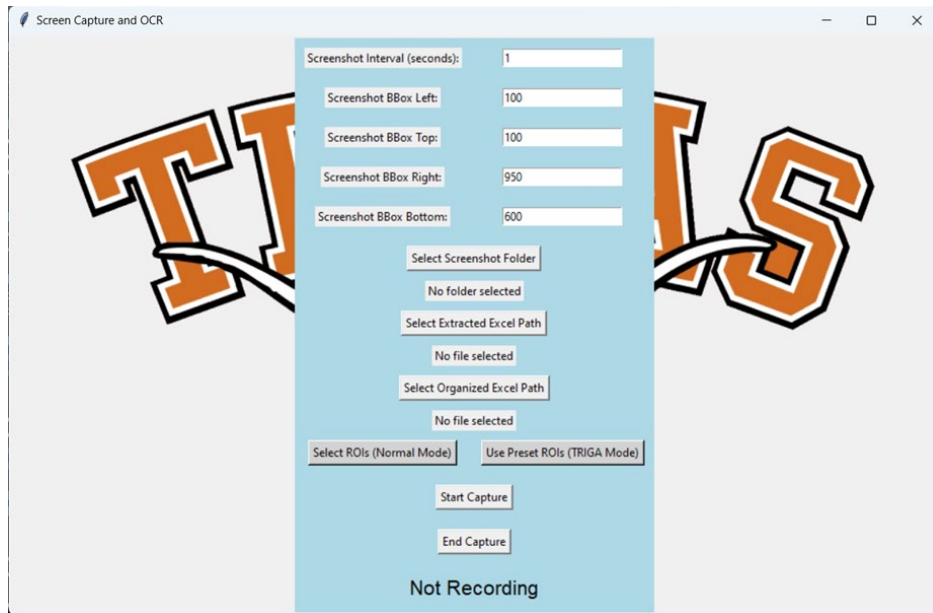 Screen Capture and OCR
Screenshot Interval (seconds): 1
Screenshot BBox Left: 100
Screenshot BBox Top: 100
Screenshot BBox Right: 950
Screenshot BBox Bottom: 600
Select Screenshot Folder
No folder selected
Select Extracted Excel Path
No file selected
Select Organized Excel Path
No file selected
Select ROIs (Normal Mode) Use Preset ROIs (TRIGA Mode)
Start Capture
End Capture
Not Recording